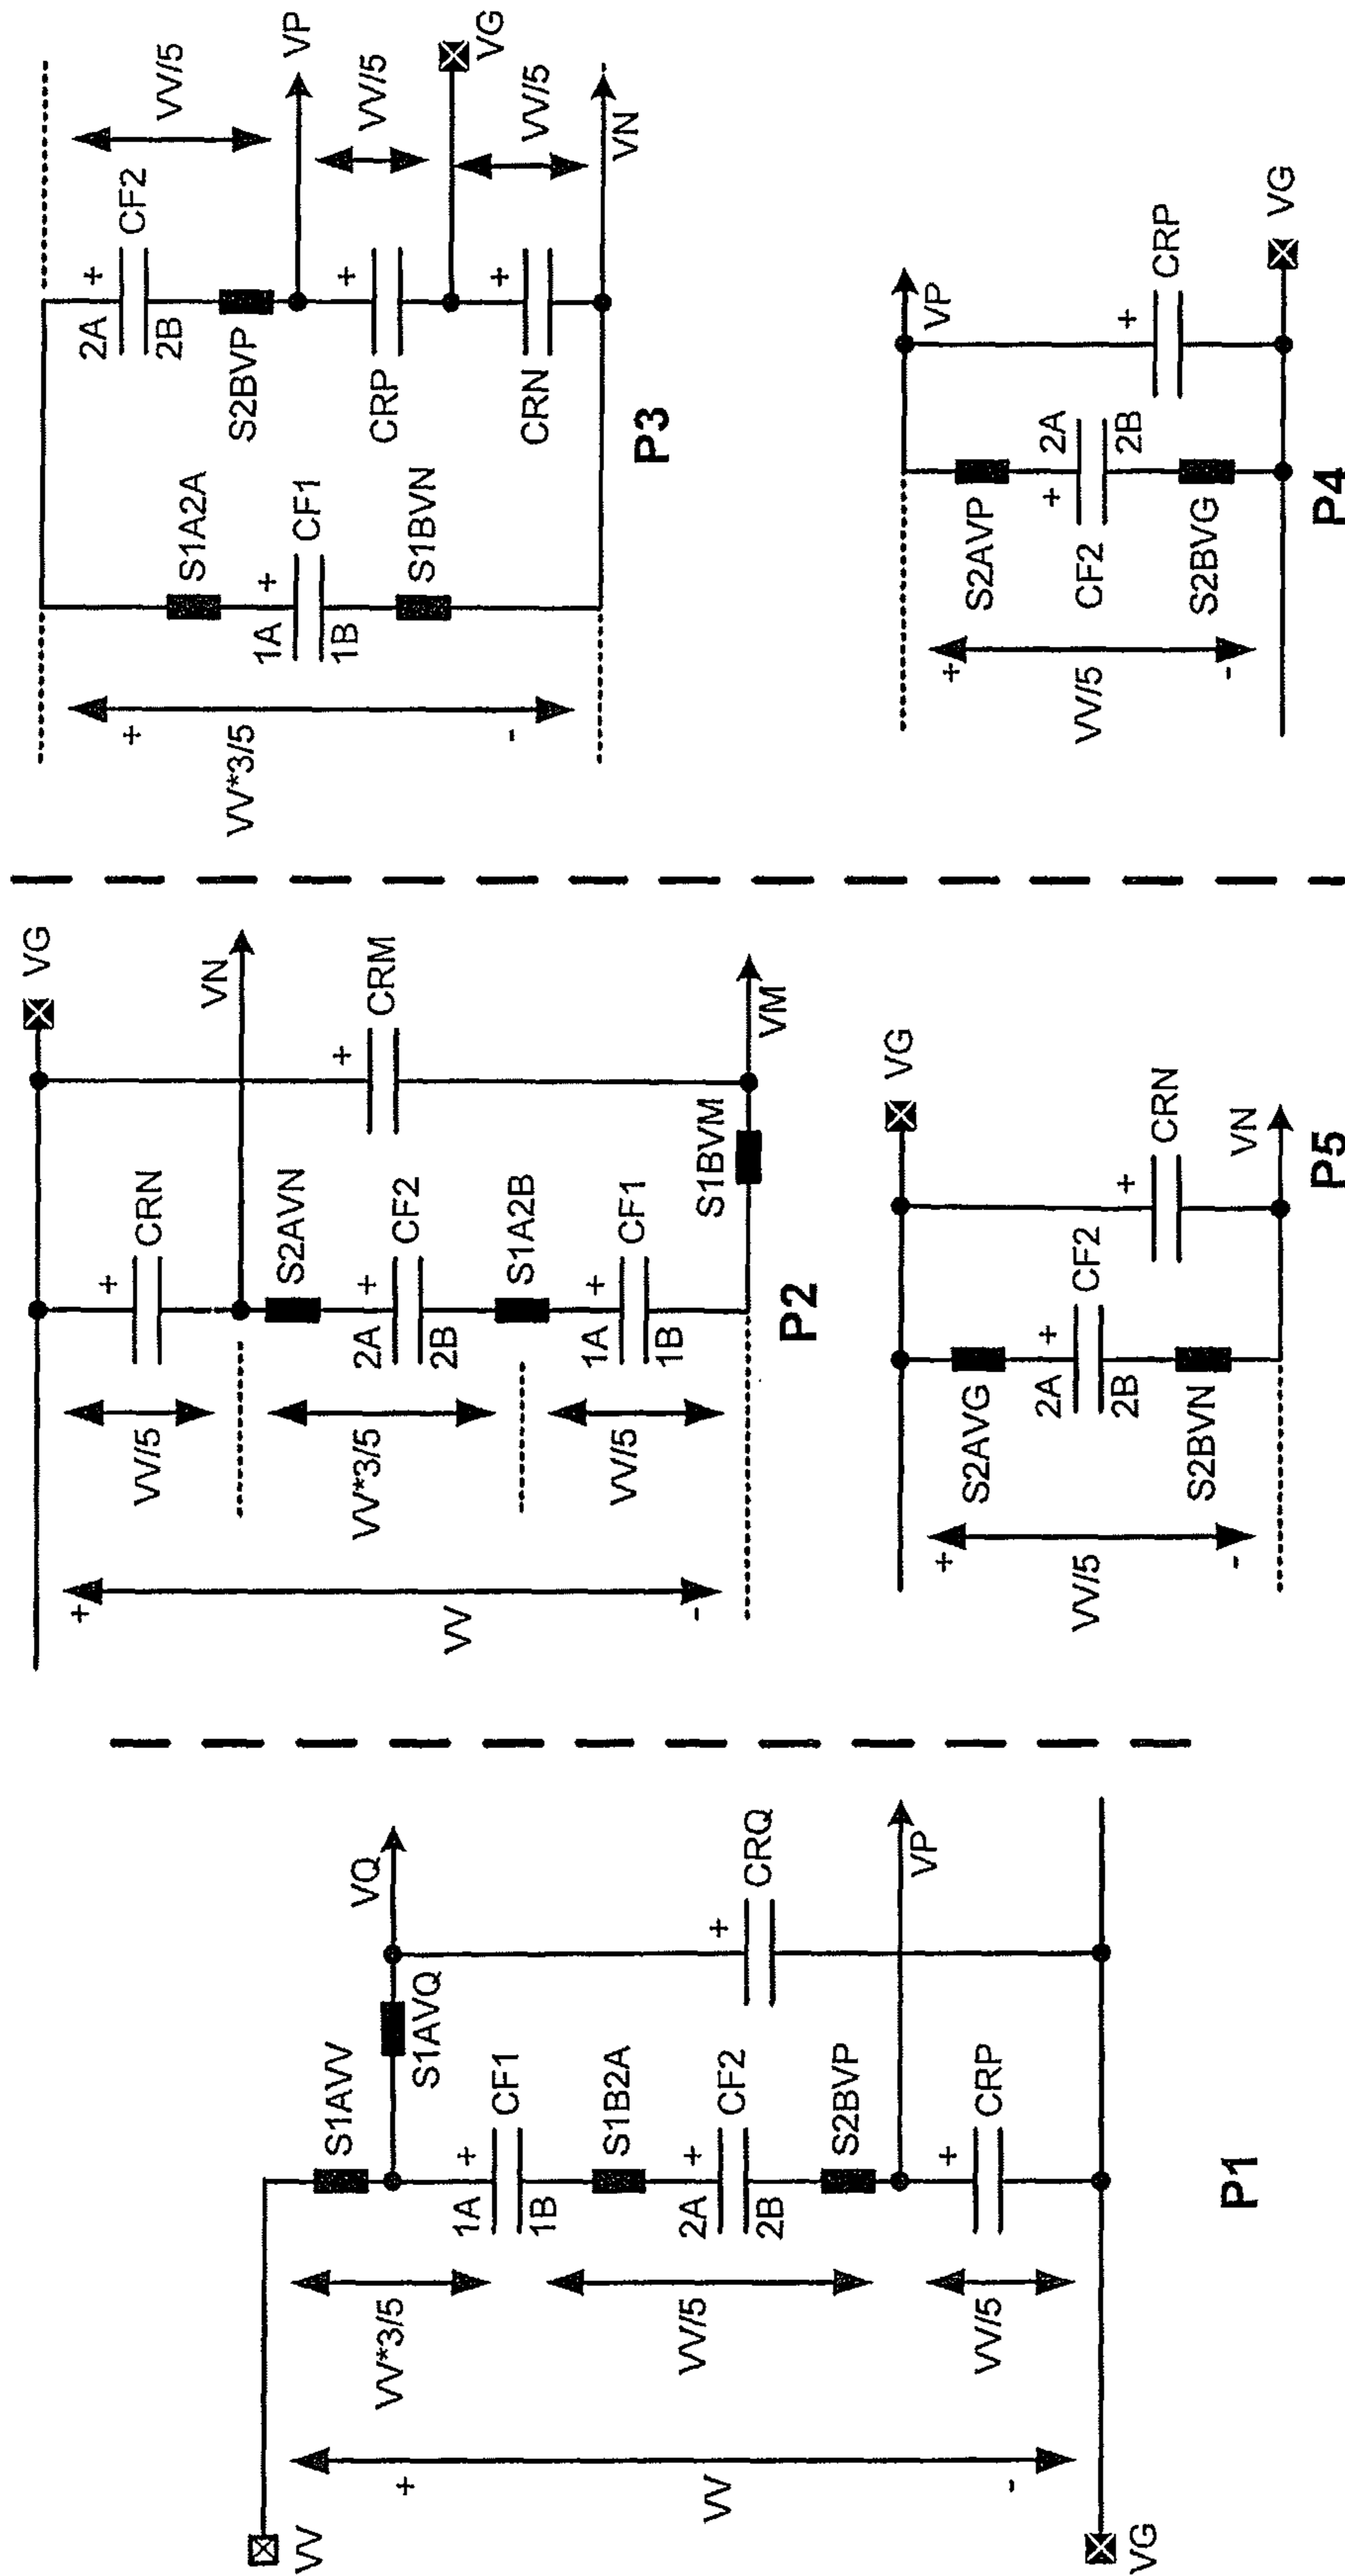 VV
VG
VV
+
-
VV*3/5
VV/5
VV/5
S1AVV
S1AVQ
VQ
1A
+
1B
CF1
S1B2A
2A
+
2B
CF2
S2BVP
VP
+
CRP
+
CRQ
P1
VG
VV
+
-
VV/5
VV*3/5
VV/5
+
CRN
VN
S2AVN
2A
+
2B
CF2
S1A2B
1A
+
1B
CF1
+
CRM
S1BVM
VM
P2
VV*3/5
+
-
S1A2A
1A
+
1B
CF1
S1BVN
2A
+
2B
CF2
S2BVP
+
CRP
+
CRN
VV/5
VP
VV/5
VG
VV/5
VN
P3
VV/5
+
-
S2AVP
+
2A
CF2
2B
S2BVG
VP
+
CRP
VG
P4
VV/5
+
-
S2AVG
2A
+
2B
CF2
S2BVN
VG
+
CRN
VN
P5